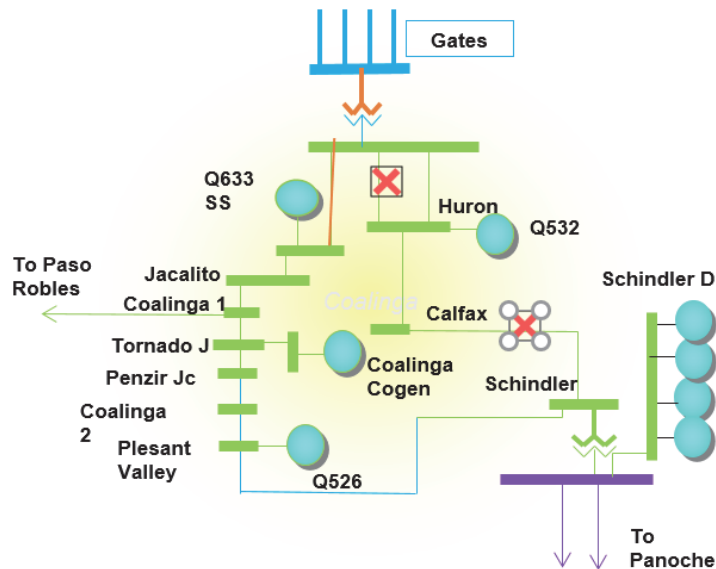 Gates
Q633
SS
Huron
Q532
To Paso
Robles
Jacalito
Schindler D
Coalinga 1
Coalinga
Calfax
Tornado J
Penzir Jc
Coalinga
Cogen
Schindler
Coalinga
2
Plesant
Valley
Q526
To
Panoche